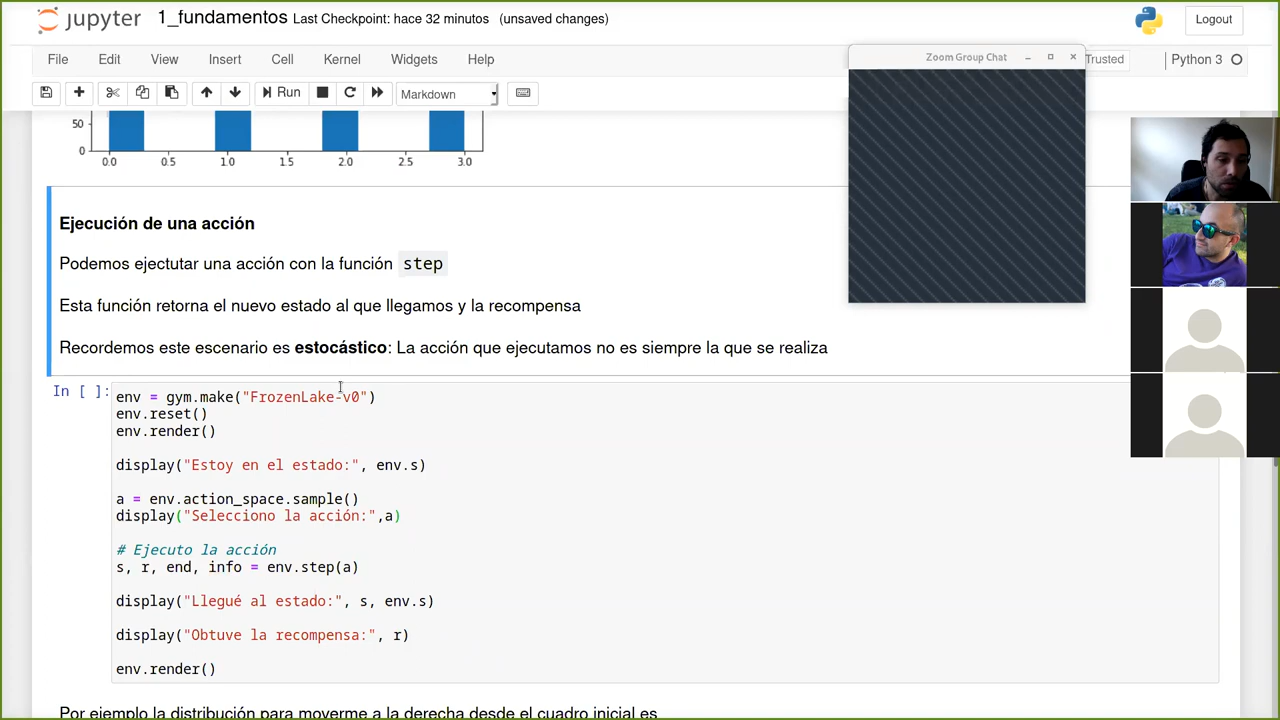 jupyter 1_fundamentos Last Checkpoint: hace 32 minutos (unsaved changes)
Logout
File Edit View Insert Cell Kernel Widgets Help
Trusted
Python 3
Run
Markdown
Zoom Group Chat
50
0
0.0 0.5 1.0 1.5 2.0 2.5 3.0
Ejecución de una acción
Podemos ejectutar una acción con la función step
Esta función retorna el nuevo estado al que llegamos y la recompensa
Recordemos este escenario es estocástico: La acción que ejecutamos no es siempre la que se realiza
In [ ]:
env = gym.make("FrozenLake-v0")
env.reset()
env.render()
display("Estoy en el estado:", env.s)
a = env.action_space.sample()
display("Selecciono la acción:",a)
# Ejecuto la acción
s, r, end, info = env.step(a)
display("Llegué al estado:", s, env.s)
display("Obtuve la recompensa:", r)
env.render()
Por ejemplo la distribución para moverme a la derecha desde el cuadro inicial es